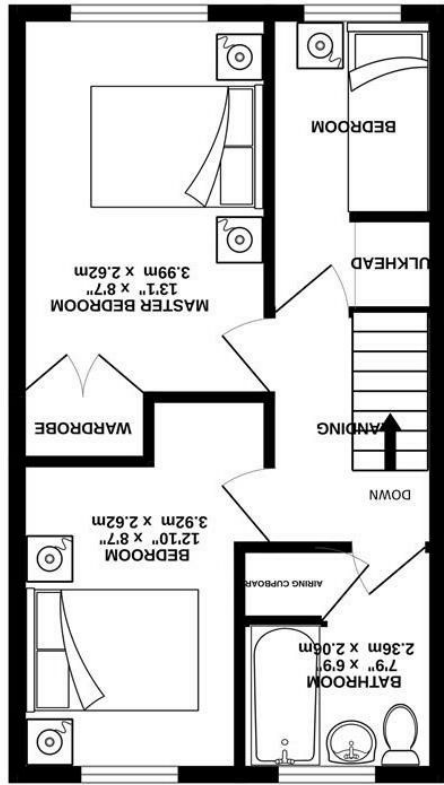 BATHROOM
7'9" x 6'9"
2.36m x 2.06m
AIRING CUPBOARD
BEDROOM
12'10" x 8'7"
3.92m x 2.62m
DOWN
LANDING
WARDROBE
MASTER BEDROOM
13'1" x 8'7"
3.99m x 2.62m
ULKHEAD
BEDROOM